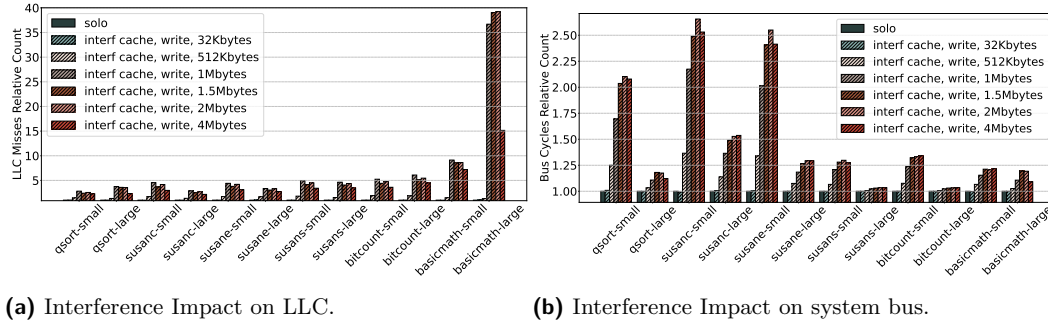 LLC Misses Relative Count
40
35
30
25
20
15
10
5
solo
interf cache, write, 32Kbytes
interf cache, write, 512Kbytes
interf cache, write, 1Mbytes
interf cache, write, 1.5Mbytes
interf cache, write, 2Mbytes
interf cache, write, 4Mbytes
qsort-small
qsort-large
susanc-small
susanc-large
susane-small
susane-large
susans-small
susans-large
bitcount-small
bitcount-large
basicmath-small
basicmath-large
(a) Interference Impact on LLC.
Bus Cycles Relative Count
2.50
2.25
2.00
1.75
1.50
1.25
1.00
solo
interf cache, write, 32Kbytes
interf cache, write, 512Kbytes
interf cache, write, 1Mbytes
interf cache, write, 1.5Mbytes
interf cache, write, 2Mbytes
interf cache, write, 4Mbytes
qsort-small
qsort-large
susanc-small
susanc-large
susane-small
susane-large
susans-small
susans-large
bitcount-small
bitcount-large
basicmath-small
basicmath-large
(b) Interference Impact on system bus.